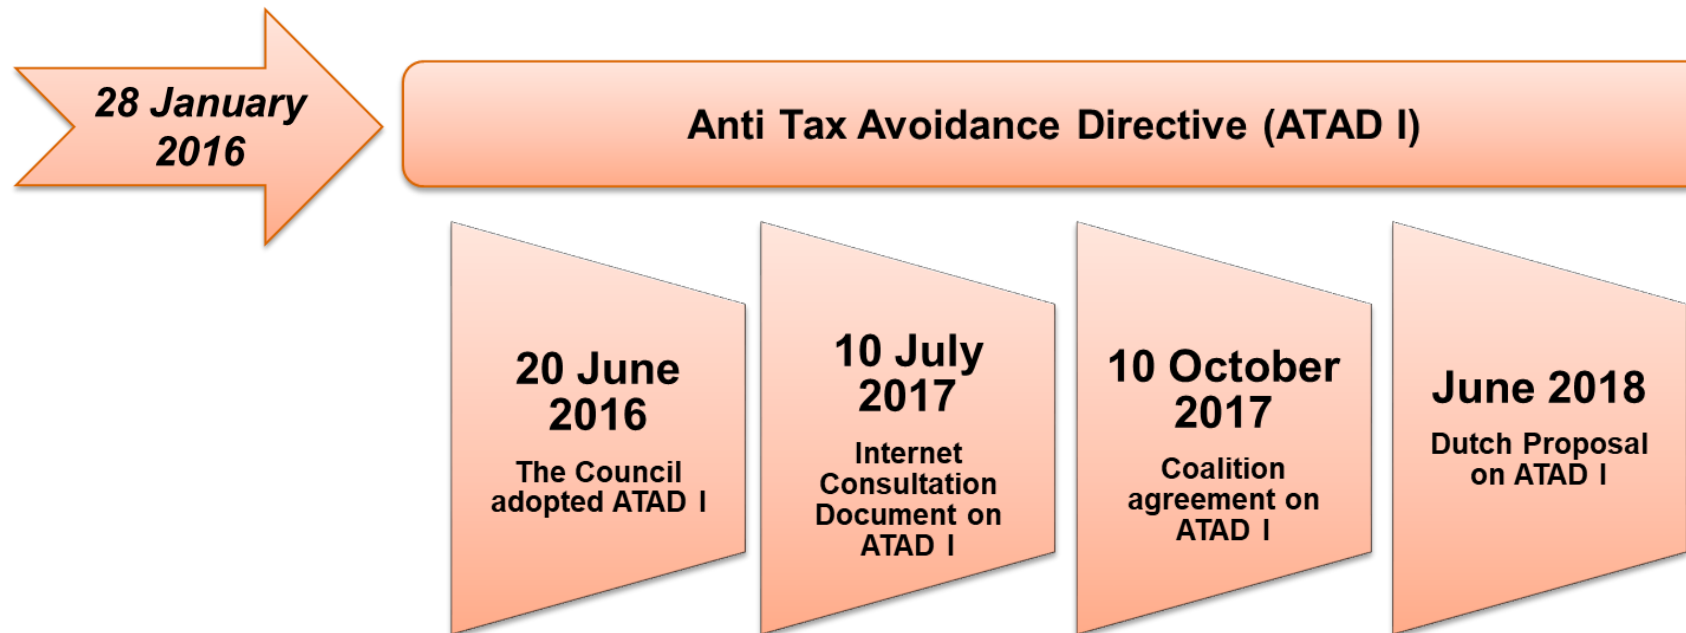 28 January
2016
Anti Tax Avoidance Directive (ATAD I)
20 June
2016
The Council
adopted ATAD I
10 July
2017
Internet
Consultation
Document on
ATAD I
10 October
2017
Coalition
agreement on
ATAD I
June 2018
Dutch Proposal
on ATAD I